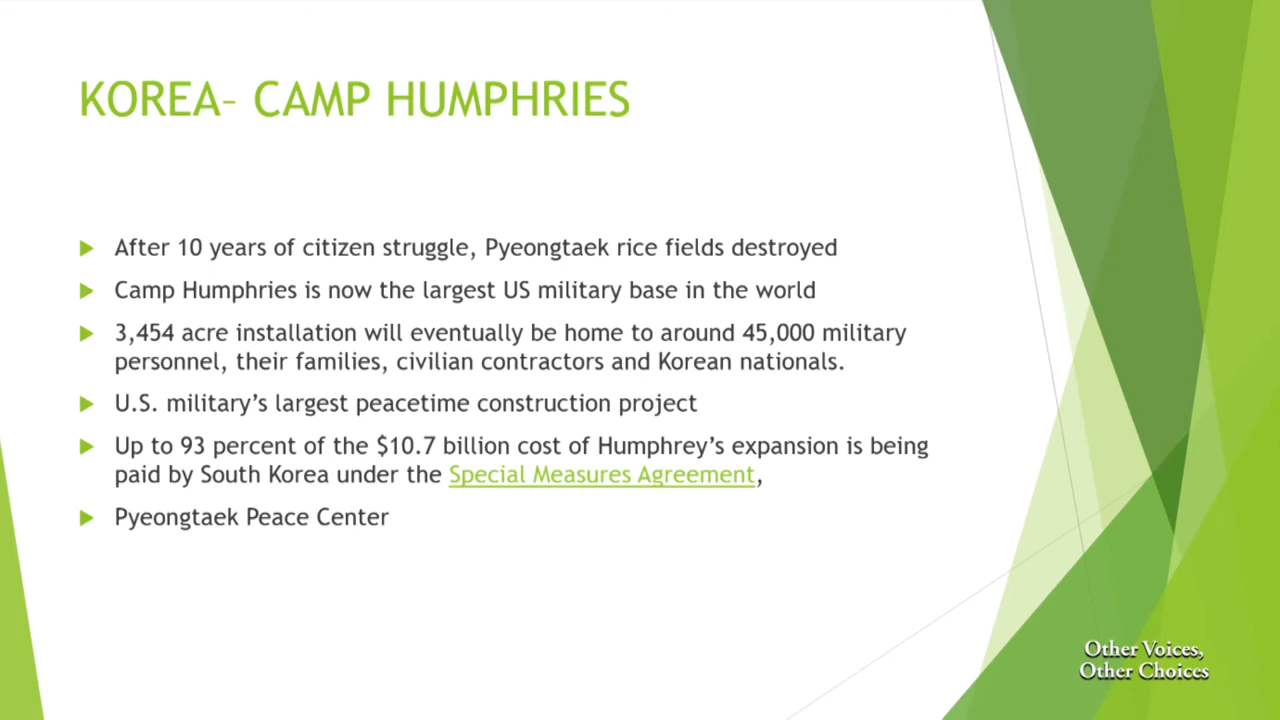 KOREA– CAMP HUMPHRIES
After 10 years of citizen struggle, Pyeongtaek rice fields destroyed
Camp Humphries is now the largest US military base in the world
3,454 acre installation will eventually be home to around 45,000 military
personnel, their families, civilian contractors and Korean nationals.
U.S. military’s largest peacetime construction project
Up to 93 percent of the $10.7 billion cost of Humphrey’s expansion is being
paid by South Korea under the Special Measures Agreement,
Pyeongtaek Peace Center
Other Voices,
Other Choices